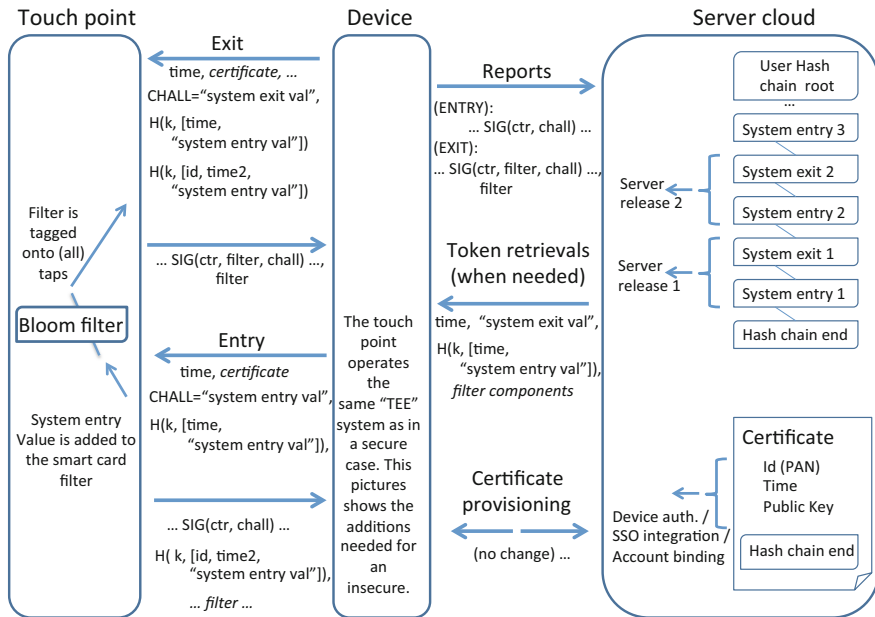 Touch point
Device
Server cloud
Exit
time, certificate, ...
CHALL=“system exit val”,
H(k, [time,
“system entry val”])
H(k, [id, time2,
“system entry val”])
Filter is
tagged
onto (all)
taps
... SIG(ctr, filter, chall) ...,
filter
Bloom filter
Entry
time, certificate
CHALL=“system entry val”,
H(k, [time,
“system entry val”]),
System entry
Value is added to
the smart card
filter
... SIG(ctr, chall) ...
H( k, [id, time2,
“system entry val”]),
... filter ...
The touch
point
operates
the
same “TEE”
system as in
a secure
case. This
pictures
shows the
additions
needed for
an
insecure.
Reports
(ENTRY):
... SIG(ctr, chall) ...
(EXIT):
... SIG(ctr, filter, chall) ...,
filter
Token retrievals
(when needed)
time, “system exit val”,
H(k, [time,
“system entry val”]),
filter components
Certificate
provisioning
(no change) ...
User Hash
chain root
...
System entry 3
System exit 2
System entry 2
Server
release 2
System exit 1
System entry 1
Server
release 1
Hash chain end
Certificate
Id (PAN)
Time
Public Key
Device auth. /
SSO integration /
Account binding
Hash chain end